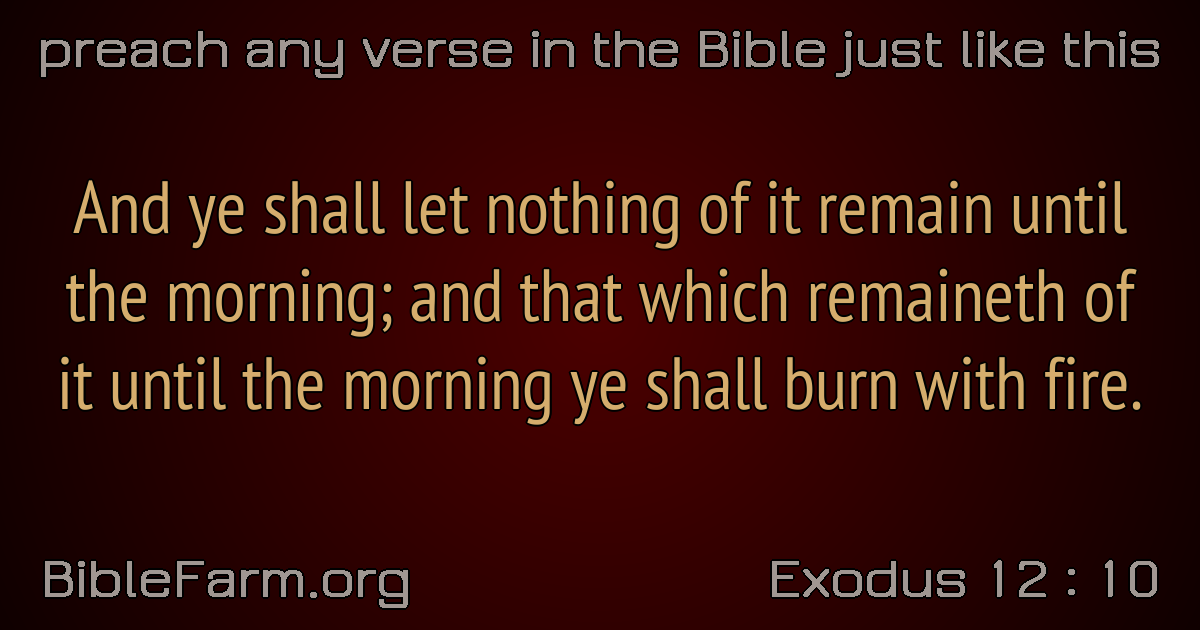 preach any verse in the Bible just like this
And ye shall let nothing of it remain until
the morning; and that which remaineth of
it until the morning ye shall burn with fire.
BibleFarm.org
Exodus 12 : 10